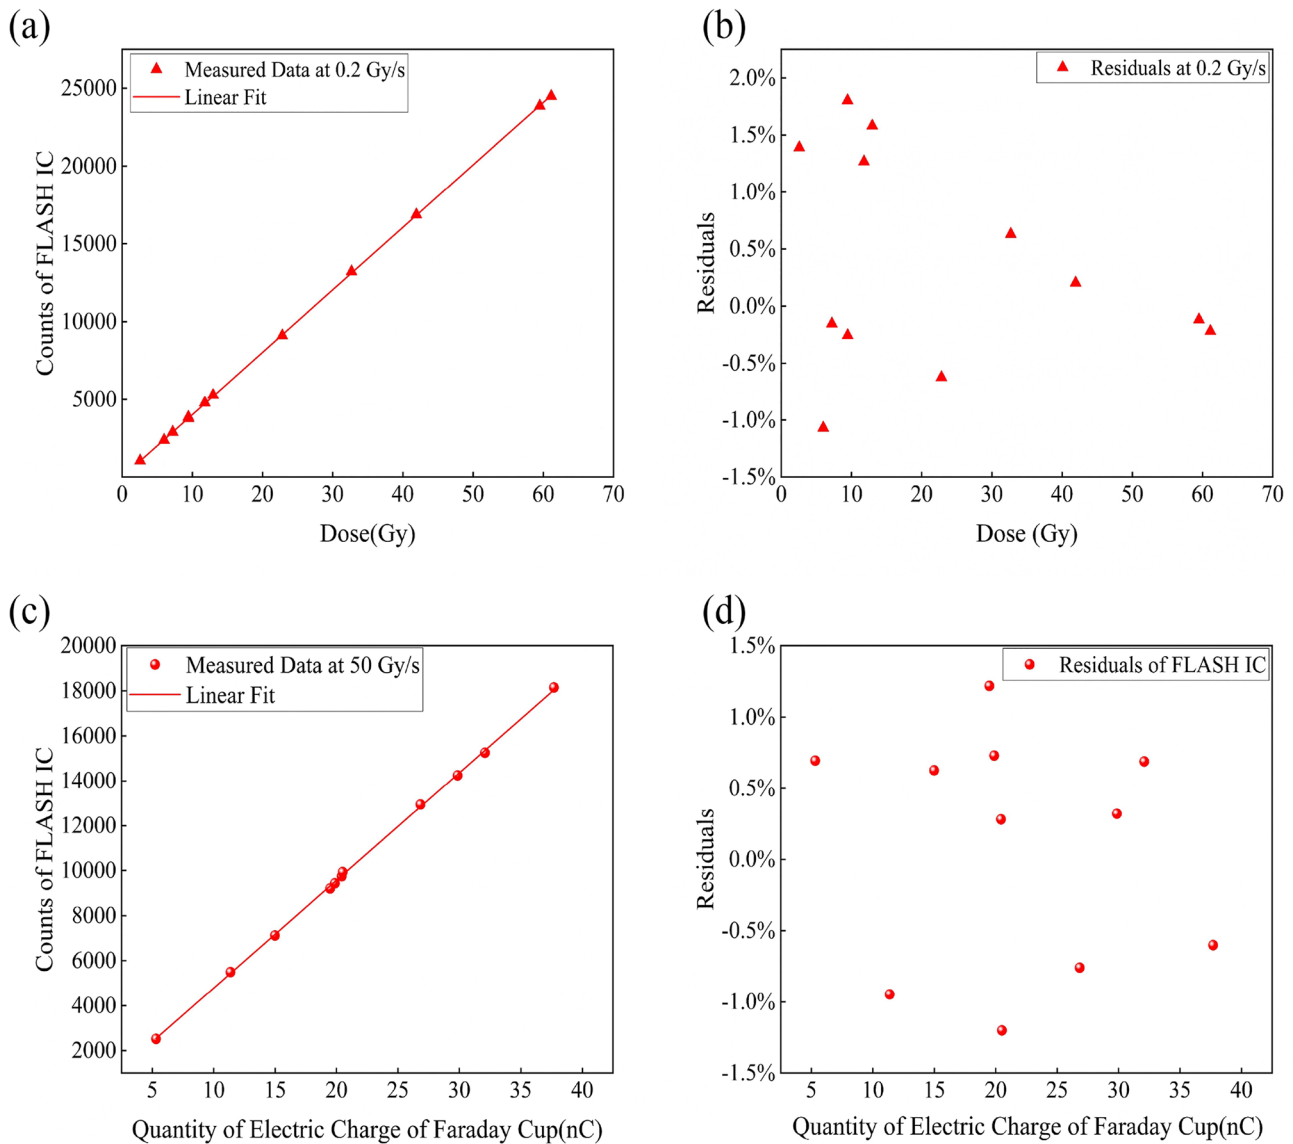 (a)
Measured Data at 0.2 Gy/s
Linear Fit
25000
20000
15000
10000
5000
Counts of FLASH IC
0 10 20 30 40 50 60 70
Dose(Gy)
(b)
Residuals at 0.2 Gy/s
2.0%
1.5%
1.0%
0.5%
0.0%
-0.5%
-1.0%
-1.5%
Residuals
0 10 20 30 40 50 60 70
Dose (Gy)
(c)
Measured Data at 50 Gy/s
Linear Fit
20000
18000
16000
14000
12000
10000
8000
6000
4000
2000
Counts of FLASH IC
5 10 15 20 25 30 35 40
Quantity of Electric Charge of Faraday Cup(nC)
(d)
Residuals of FLASH IC
1.5%
1.0%
0.5%
0.0%
-0.5%
-1.0%
-1.5%
Residuals
5 10 15 20 25 30 35 40
Quantity of Electric Charge of Faraday Cup(nC)